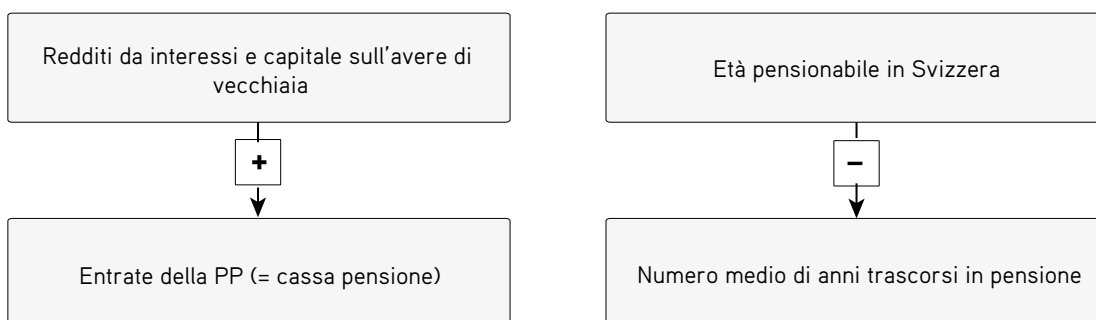 Redditi da interessi e capitale sull'avere di
vecchiaia
+
Entrate della PP (= cassa pensione)
Età pensionabile in Svizzera
–
Numero medio di anni trascorsi in pensione